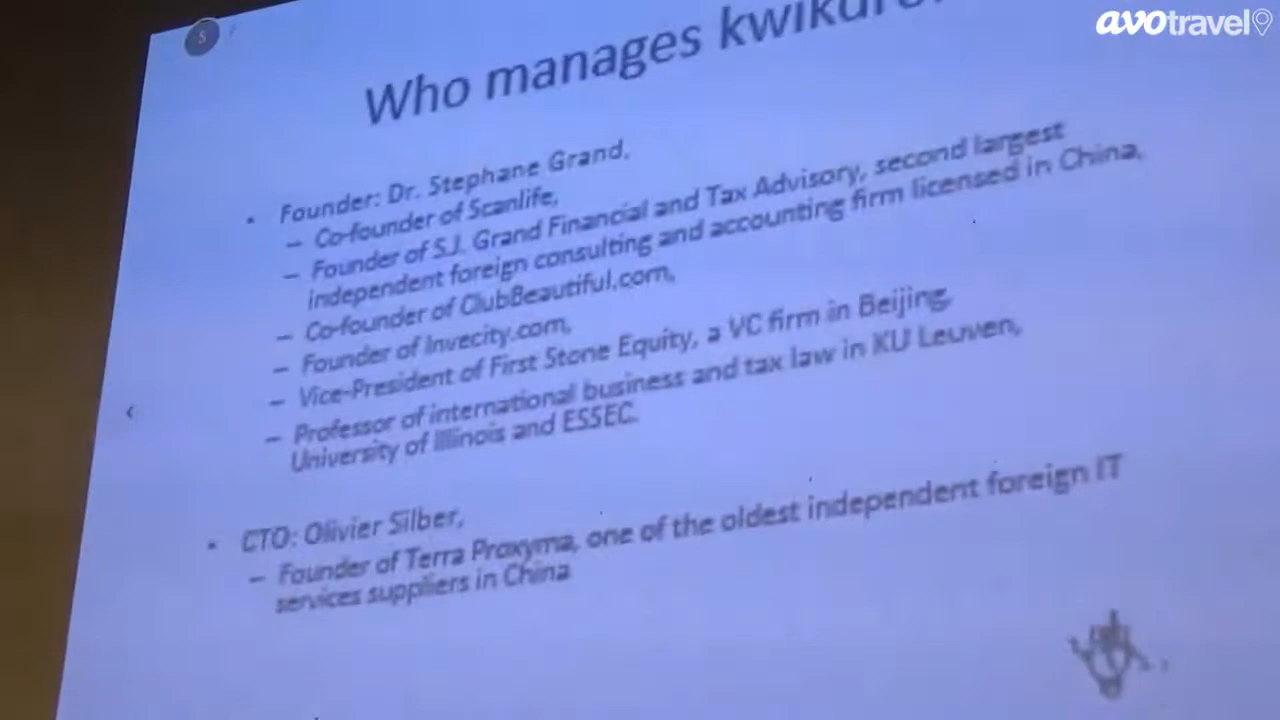 avotravel
5
Who manages
Founder: Dr. Stephane Grand,
– Co-founder of Scanlife,
– Founder of S.J. Grand Financial and Tax Advisory, second largest
independent foreign consulting and accounting firm licensed in China,
– Co-founder of ClubBeautiful.com,
– Founder of Invecity.com,
– Vice-President of First Stone Equity, a VC firm in Beijing,
– Professor of international business and tax law in KU Leuven,
University of Illinois and ESSEC.
CTO: Olivier Silber,
– Founder of Terra Proxyma, one of the oldest independent foreign IT
services suppliers in China